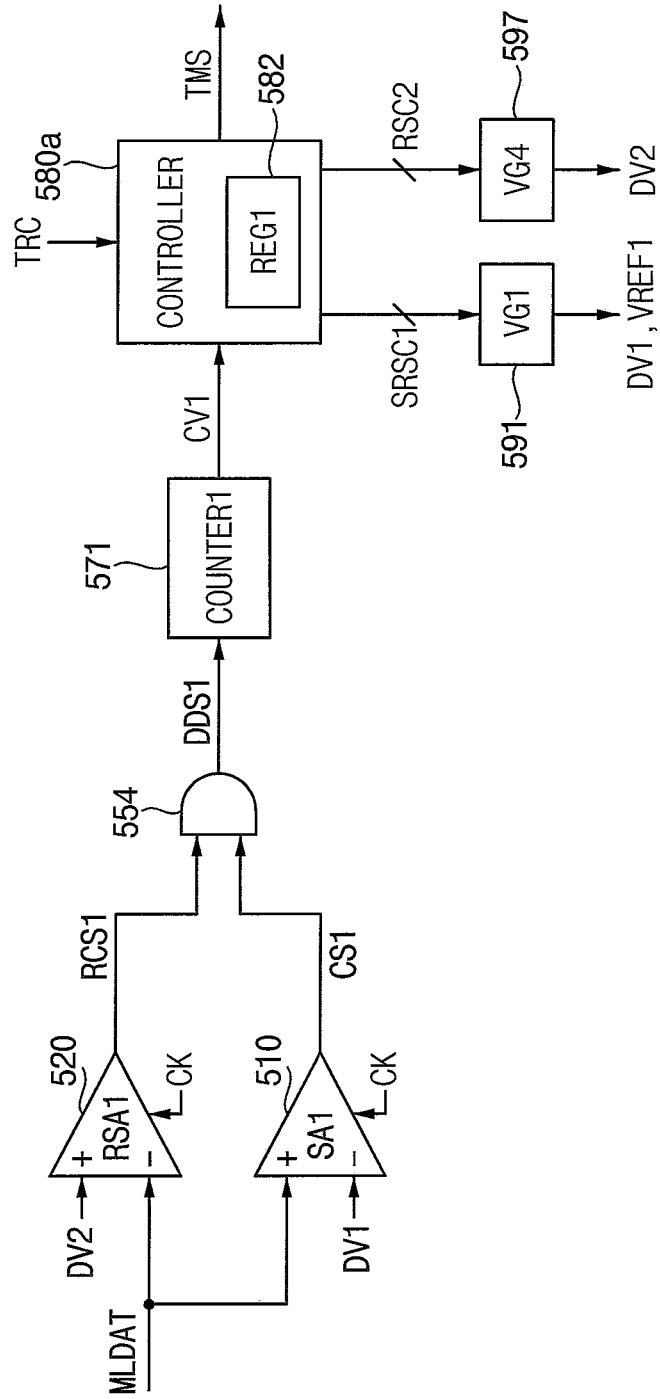 MLDAT
DV2
+
-
RSA1
520
CK
RCS1
DV1
+
-
SA1
510
CK
CS1
554
DDS1
571
COUNTER1
CV1
TRC
580a
CONTROLLER
REG1
582
TMS
SRSC1
RSC2
591
VG1
VG4
597
DV1, VREF1
DV2